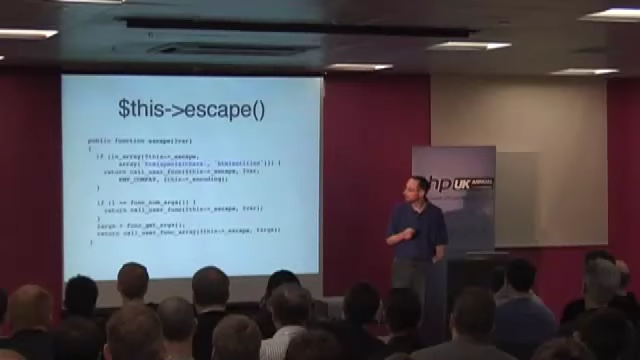 $this->escape()
public function escape($var)
{
if (in_array($this->_escape,
array('htmlspecialchars', 'htmlentities'))) {
return call_user_func($this->_escape, $var,
ENT_COMPAT, $this->_encoding);
}
if (1 == func_num_args()) {
return call_user_func($this->_escape, $var);
}
$args = func_get_args();
return call_user_func_array($this->_escape, $args);
}
hp UK